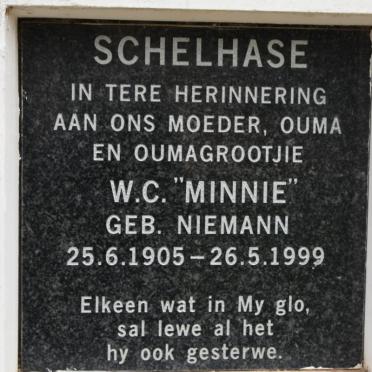 SCHELHASE
IN TERE HERINNERING
AAN ONS MOEDER, OUMA
EN OUMAGROOTJIE
W.C. "MINNIE"
GEB. NIEMANN
25.6.1905 – 26.5.1999
Elkeen wat in My glo,
sal lewe al het
hy ook gesterwe.